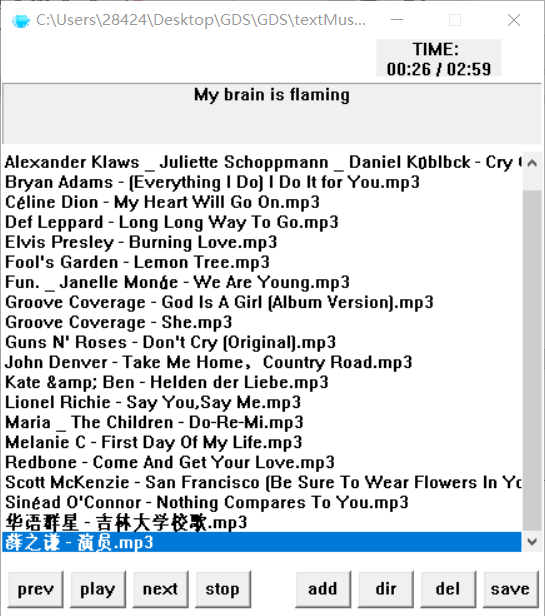 C:\Users\28424\Desktop\GDS\GDS\textMus...
TIME:
00:26 / 02:59
My brain is flaming
Alexander Klaws _ Juliette Schoppmann _ Daniel Küblbck - Cry
Bryan Adams - (Everything I Do) I Do It for You.mp3
Céline Dion - My Heart Will Go On.mp3
Def Leppard - Long Long Way To Go.mp3
Elvis Presley - Burning Love.mp3
Fool's Garden - Lemon Tree.mp3
Fun. _ Janelle Monáe - We Are Young.mp3
Groove Coverage - God Is A Girl (Album Version).mp3
Groove Coverage - She.mp3
Guns N' Roses - Don't Cry (Original).mp3
John Denver - Take Me Home，Country Road.mp3
Kate &amp; Ben - Helden der Liebe.mp3
Lionel Richie - Say You,Say Me.mp3
Maria _ The Children - Do-Re-Mi.mp3
Melanie C - First Day Of My Life.mp3
Redbone - Come And Get Your Love.mp3
Scott McKenzie - San Francisco (Be Sure To Wear Flowers In
Sinéad O'Connor - Nothing Compares To You.mp3
华语群星 - 吉林大学校歌.mp3
薛之谦 - 演员.mp3
prev play next stop add dir del save